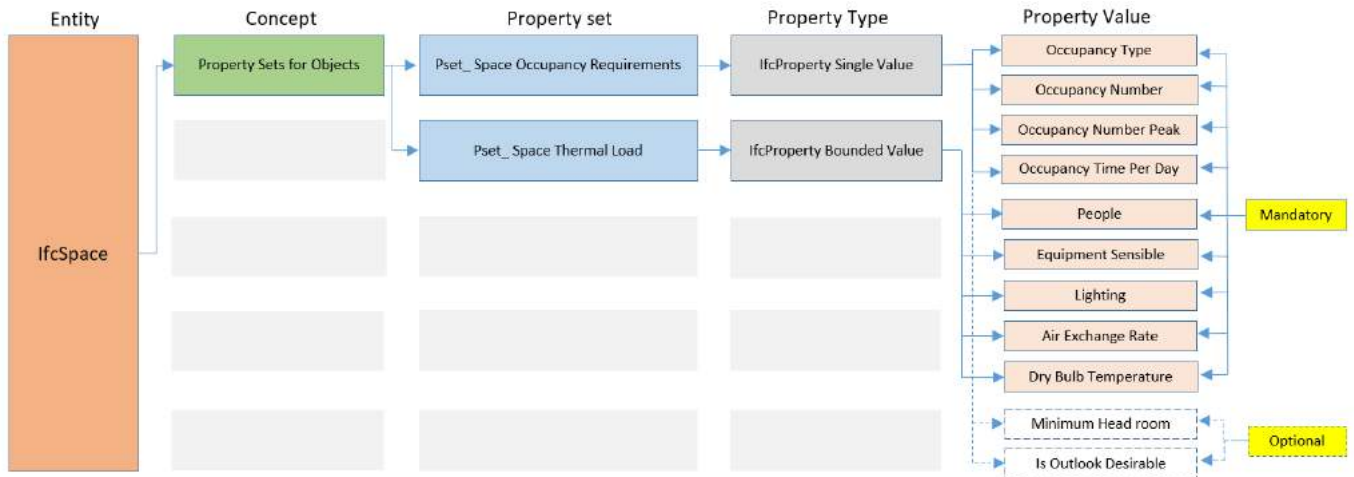 Entity
Concept
Property set
Property Type
Property Value
IfcSpace
Property Sets for Objects
Pset_ Space Occupancy Requirements
IfcProperty Single Value
Pset_ Space Thermal Load
IfcProperty Bounded Value
Occupancy Type
Occupancy Number
Occupancy Number Peak
Occupancy Time Per Day
People
Equipment Sensible
Lighting
Air Exchange Rate
Dry Bulb Temperature
Minimum Head room
Is Outlook Desirable
Mandatory
Optional